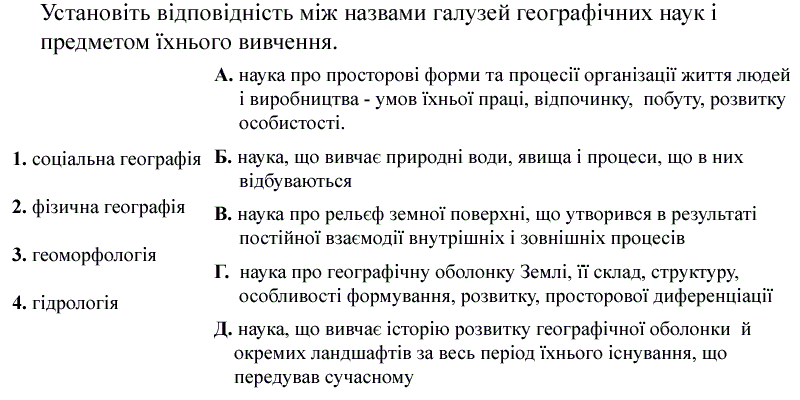 Установіть відповідність між назвами галузей географічних наук і
предметом їхнього вивчення.
А. наука про просторові форми та процесії організації життя людей
і виробництва - умов їхньої праці, відпочинку, побуту, розвитку
особистості.
1. соціальна географія
Б. наука, що вивчає природні води, явища і процеси, що в них
відбуваються
2. фізична географія
В. наука про рельєф земної поверхні, що утворився в результаті
постійної взаємодії внутрішніх і зовнішніх процесів
3. геоморфологія
Г. наука про географічну оболонку Землі, її склад, структуру,
особливості формування, розвитку, просторової диференціації
4. гідрологія
Д. наука, що вивчає історію розвитку географічної оболонки й
окремих ландшафтів за весь період їхнього існування, що
передував сучасному